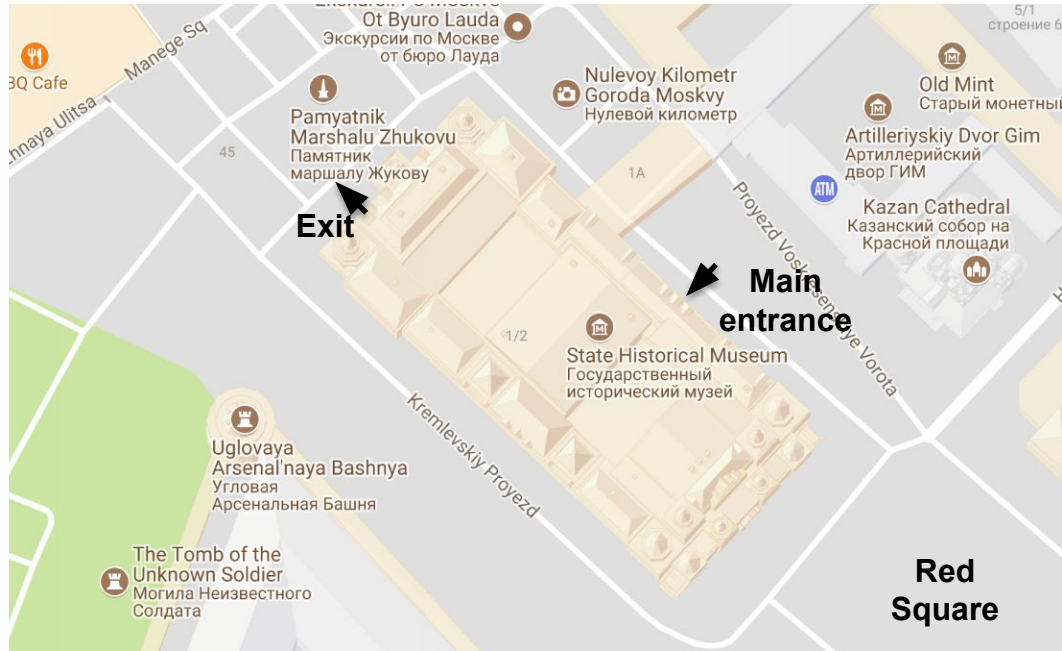 Ot Byuro Lauda
Экскурсии по Москве
от бюро Лауда
5/1
строение 6
Manege Sq
BQ Cafe
Nulevoy Kilometr
Goroda Moskvy
Нулевой километр
Old Mint
Старый монетный
Pamyatnik
Marshalu Zhukovu
Памятник
маршалу Жукову
hnaya Ulitsa
45
Artilleriyskiy Dvor Gim
Артиллерийский
двор ГИМ
1A
ATM
Kazan Cathedral
Казанский собор на
Красной площади
Exit
Proyezd Voskresenskiye Vorota
Main
entrance
1/2
State Historical Museum
Государственный
исторический музей
Kremlevskiy Proyezd
Uglovaya
Arsenal'naya Bashnya
Угловая
Арсенальная Башня
The Tomb of the
Unknown Soldier
Могила Неизвестного
Солдата
Red
Square